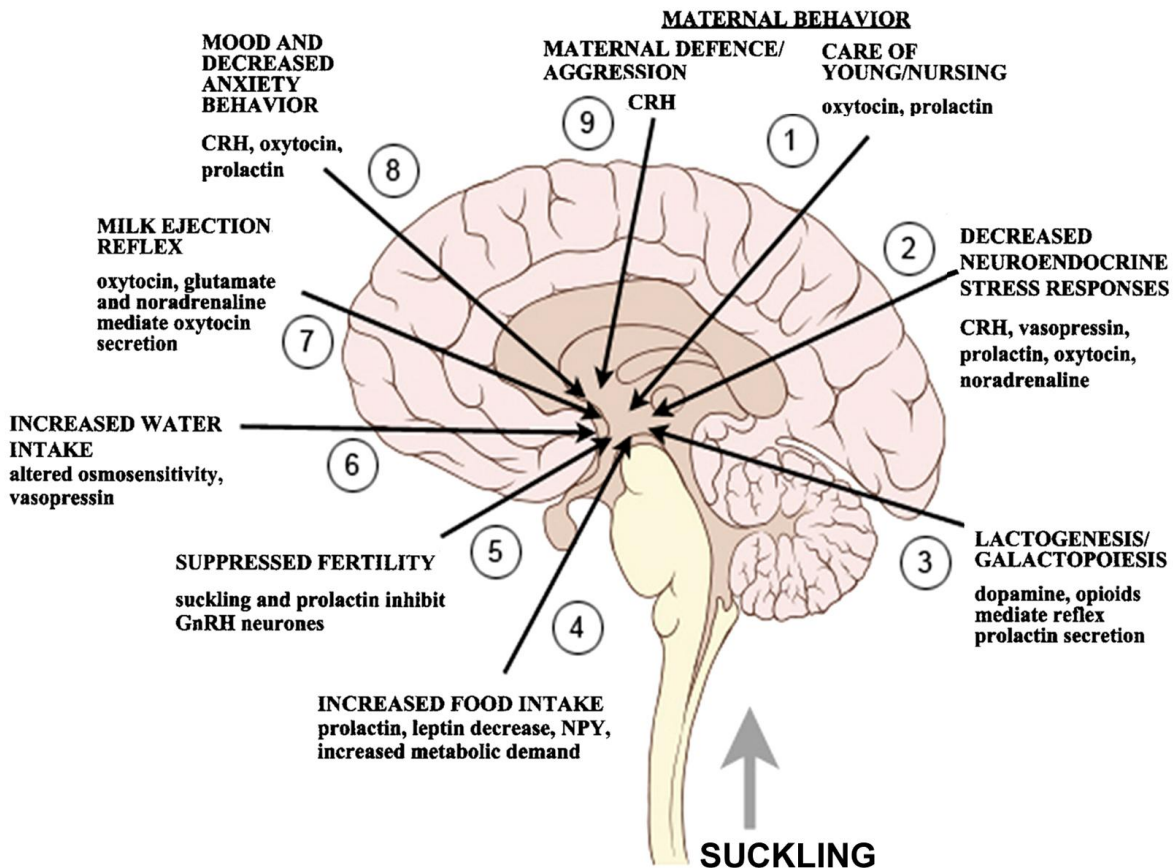 MATERNAL BEHAVIOR
MATERNAL DEFENCE/
AGGRESSION
CRH
9
CARE OF
YOUNG/NURSING
oxytocin, prolactin
1
DECREASED
NEUROENDOCRINE
STRESS RESPONSES
CRH, vasopressin,
prolactin, oxytocin,
noradrenaline
2
LACTOGENESIS/
GALACTOPOIESIS
dopamine, opioids
mediate reflex
prolactin secretion
3
INCREASED FOOD INTAKE
prolactin, leptin decrease, NPY,
increased metabolic demand
4
SUPPRESSED FERTILITY
suckling and prolactin inhibit
GnRH neurones
5
INCREASED WATER
INTAKE
altered osmosensitivity,
vasopressin
6
MILK EJECTION
REFLEX
oxytocin, glutamate
and noradrenaline
mediate oxytocin
secretion
7
MOOD AND
DECREASED
ANXIETY
BEHAVIOR
CRH, oxytocin,
prolactin
8
SUCKLING